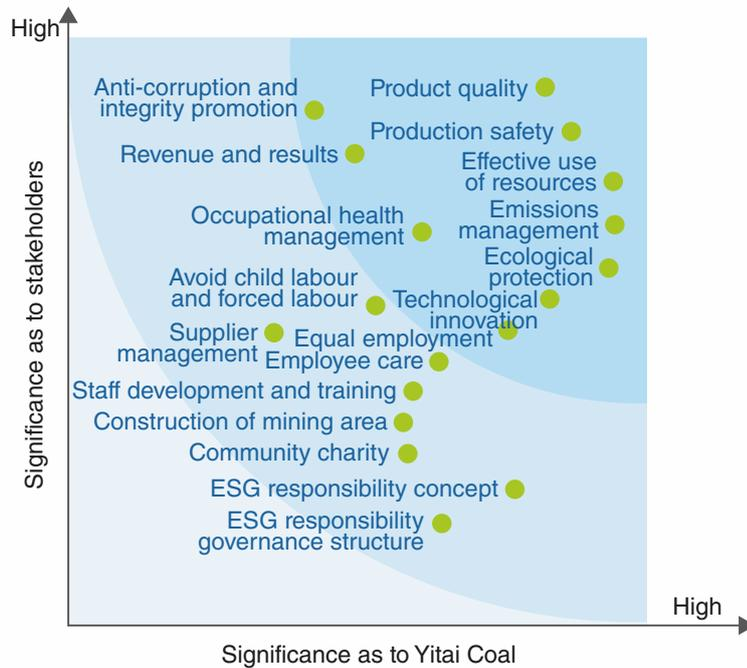 High
Anti-corruption and
integrity promotion
Product quality
Production safety
Revenue and results
Effective use
of resources
Occupational health
management
Emissions
management
Ecological
protection
Avoid child labour
and forced labour
Technological
innovation
Supplier
management
Equal employment
Employee care
Staff development and training
Construction of mining area
Community charity
ESG responsibility concept
ESG responsibility
governance structure
Significance as to stakeholders
High
Significance as to Yitai Coal